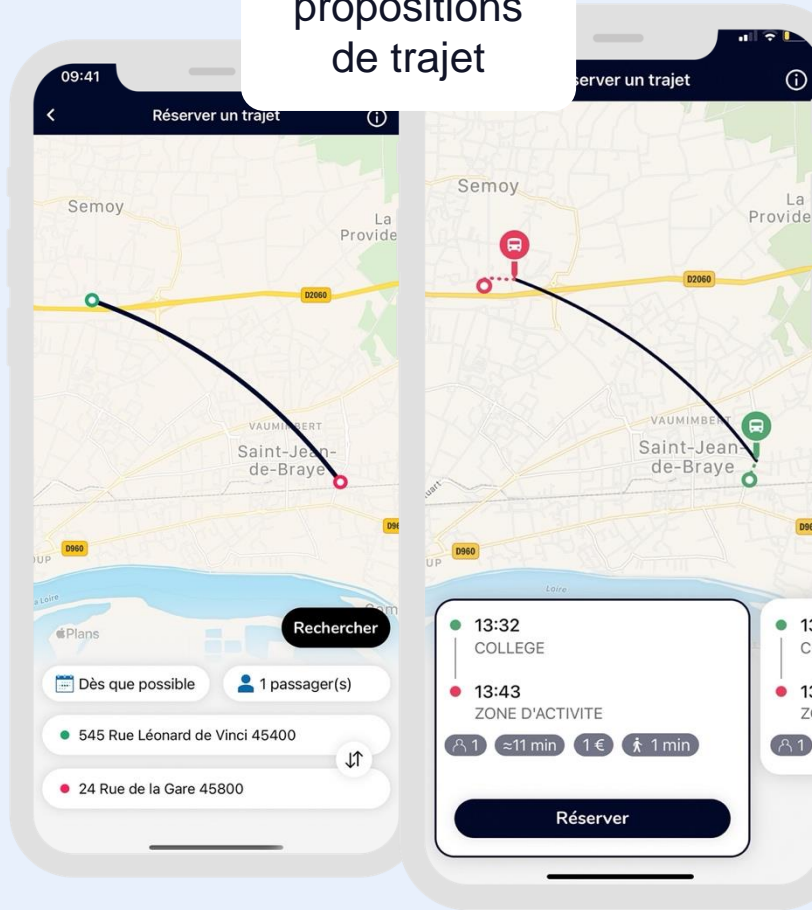 propositions
de trajet
09:41
Réserver un trajet
Semoy
La
Provide
D2060
VAUMIMBERT
Saint-Jean-
de-Braye
D960
Loire
Plans
Rechercher
Dès que possible
1 passager(s)
545 Rue Léonard de Vinci 45400
24 Rue de la Gare 45800
server un trajet
Semoy
La
Provide
D2060
VAUMIMBERT
Saint-Jean-
de-Braye
D960
UP
Loire
13:32
COLLEGE
13:43
ZONE D'ACTIVITE
1
≈11 min
1 €
1 min
Réserver
1